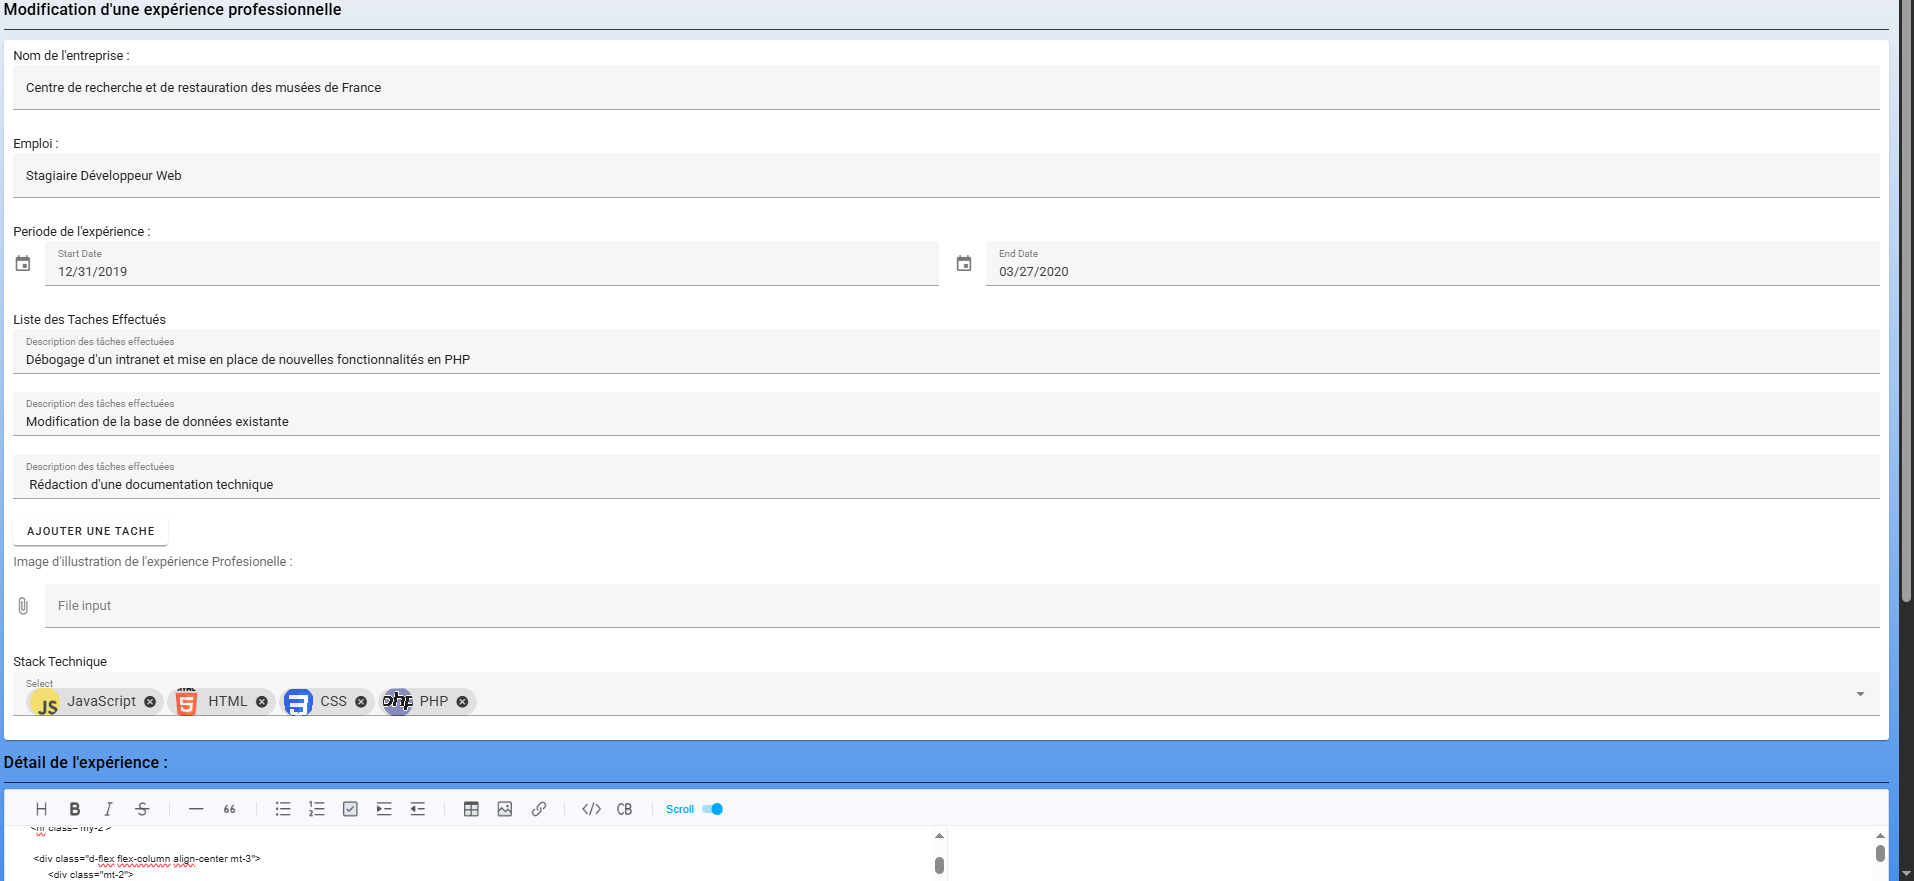 Modification d'une expérience professionnelle
Nom de l'entreprise :
Centre de recherche et de restauration des musées de France
Emploi :
Stagiaire Développeur Web
Periode de l'expérience :
Start Date
12/31/2019
End Date
03/27/2020
Liste des Taches Effectués
Description des tâches effectuées
Débogage d'un intranet et mise en place de nouvelles fonctionnalités en PHP
Description des tâches effectuées
Modification de la base de données existante
Description des tâches effectuées
Rédaction d'une documentation technique
AJOUTER UNE TACHE
Image d'illustration de l'expérience Profesionelle :
File input
Stack Technique
Select
JS JavaScript HTML 5 HTML 3 CSS php PHP
Détail de l'expérience :
H B I S — 66 </> CB Scroll
<hr class="my-2">
<div class="d-flex flex-column align-center mt-3">
<div class="mt-2">